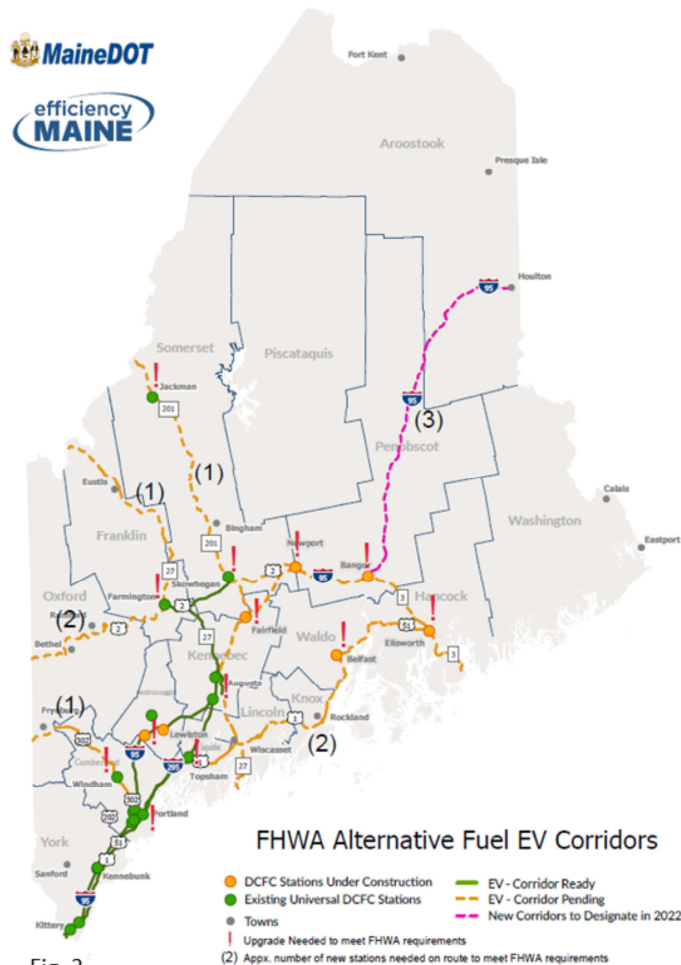 MaineDOT
efficiency
MAINE
Fort Kent
Aroostook
Presque Isle
Houlton
95
Somerset
Piscataquis
!
Jackman
201
95
(3)
Penobscot
(1)
(1)
Eustis
Calais
Bingham
Washington
Franklin
201
Newport
!
!
!
Eastport
27
2
Bangor
95
Skowhegan
Hancock
Oxford
Farmington
!
2
3
!
(2)
2
Fairfield
!
Waldo
!
51
Ellsworth
Bethel
27
Belfast
3
Kennebec
Augusta
!
Knox
(1)
Lincoln
1
Rockland
Fryeburg
302
Lewiston
!
(2)
Wiscasset
Cumberland
!
95
295
!
1
Topsham
27
Windham
302
202
Portland
!
York
51
1
Sanford
Kennebunk
95
Kittery
FHWA Alternative Fuel EV Corridors
DCFC Stations Under Construction
EV - Corridor Ready
Existing Universal DCFC Stations
EV - Corridor Pending
Towns
New Corridors to Designate in 2022
! Upgrade Needed to meet FHWA requirements
(2) Appx. number of new stations needed on route to meet FHWA requirements